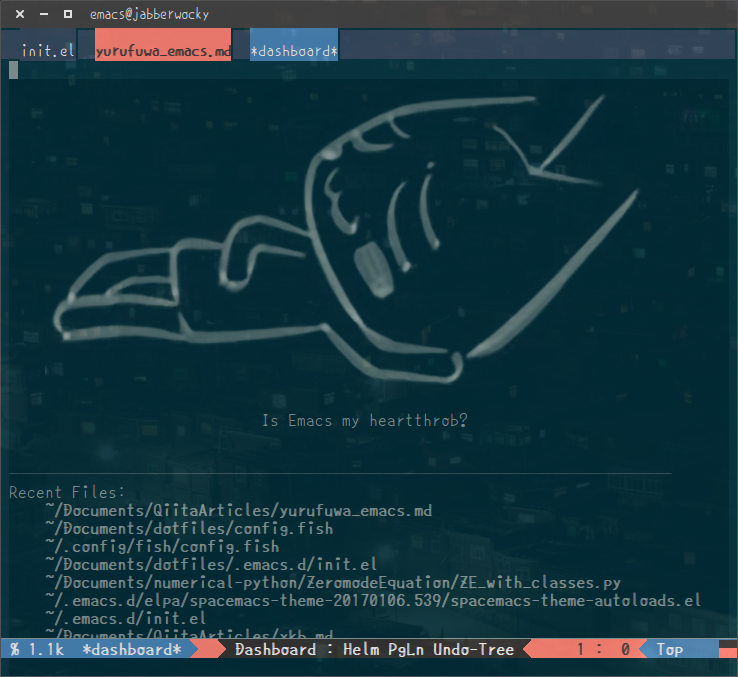 emacs@jabberwocky
init.el yurufuwa_emacs.md *dashboard*
Is Emacs my heartthrob?
Recent Files:
~/Documents/QiitaArticles/yurufuwa_emacs.md
~/Documents/dotfiles/config.fish
~/.config/fish/config.fish
~/Documents/dotfiles/.emacs.d/init.el
~/Documents/numerical-python/ZeromodeEquation/ZE_with_classes.py
~/.emacs.d/elpa/spacemacs-theme-20170106.539/spacemacs-theme-autoloads.el
~/.emacs.d/init.el
~/Documents/QiitaArticles/xkb.md
% 1.1k *dashboard* Dashboard : Helm PgLn Undo-Tree 1 : 0 Top